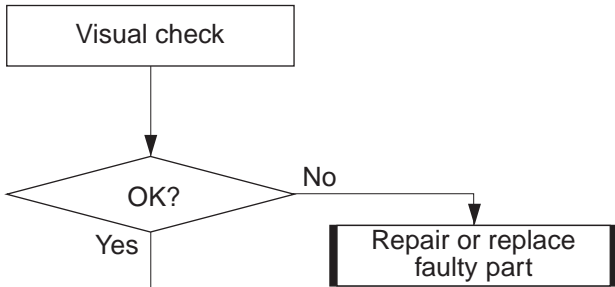 Visual check
OK?
No
Yes
Repair or replace
faulty part